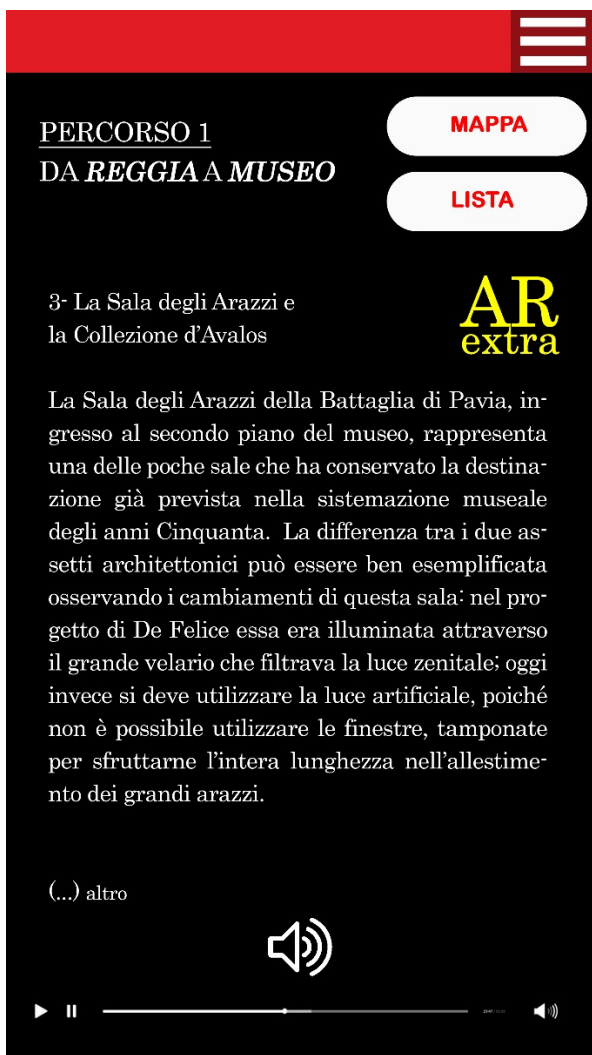 PERCORSO 1
DA REGGIA A MUSEO
MAPPA
LISTA
3- La Sala degli Arazzi e
la Collezione d'Avalos
AR
extra
La Sala degli Arazzi della Battaglia di Pavia, in-
gresso al secondo piano del museo, rappresenta
una delle poche sale che ha conservato la destina-
zione già prevista nella sistemazione museale
degli anni Cinquanta. La differenza tra i due as-
setti architettonici può essere ben esemplificata
osservando i cambiamenti di questa sala: nel pro-
getto di De Felice essa era illuminata attraverso
il grande velario che filtrava la luce zenitale; oggi
invece si deve utilizzare la luce artificiale, poiché
non è possibile utilizzare le finestre, tamponate
per sfruttarne l'intera lunghezza nell'allestime-
nto dei grandi arazzi.
(...) altro